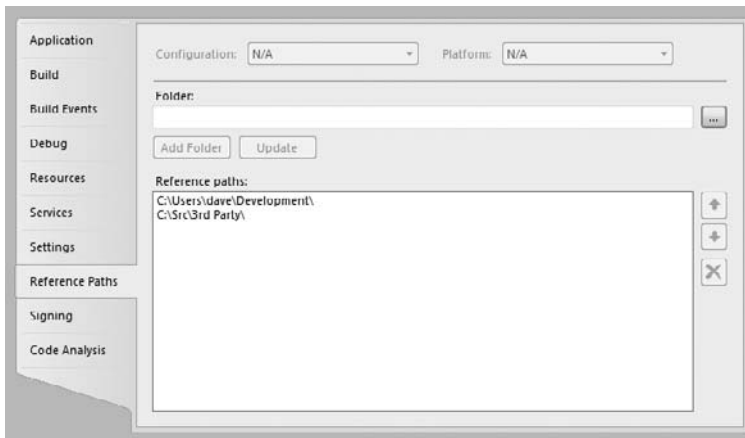 Application
Build
Build Events
Debug
Resources
Services
Settings
Reference Paths
Signing
Code Analysis
Configuration: N/A Platform: N/A
Folder:
...
Add Folder Update
Reference paths:
C:\Users\dave\Development\
C:\Src\3rd Party\